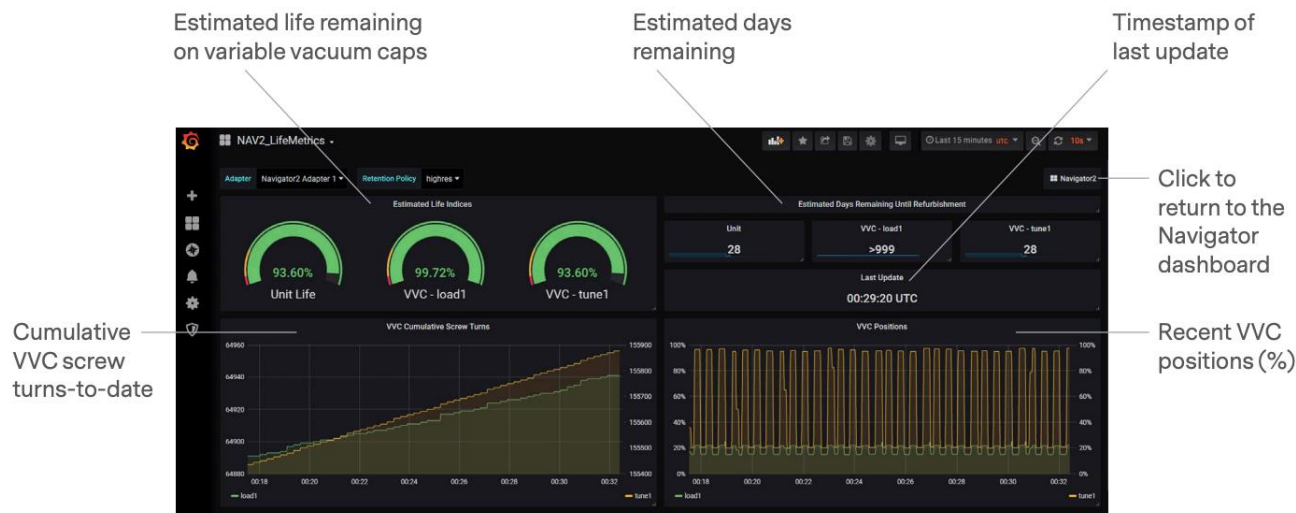 Estimated life remaining
on variable vacuum caps
Estimated days
remaining
Timestamp of
last update
NAV2_LifeMetrics
Last 15 minutes UTC
10s
Adapter
Navigator2 Adapter 1
Retention Policy
highres
Navigator2
Click to
return to the
Navigator
dashboard
Estimated Life Indices
93.60%
Unit Life
99.72%
VVC - load1
93.60%
VVC - tune1
Estimated Days Remaining Until Refurbishment
Unit
28
VVC - load1
>999
VVC - tune1
28
Last Update
00:29:20 UTC
Cumulative
VVC screw
turns-to-date
VVC Cumulative Screw Turns
64960
64940
64920
64900
64880
155900
155800
155700
155600
155500
155400
00:18
00:20
00:22
00:24
00:26
00:28
00:30
00:32
load1
tune1
VVC Positions
100%
80%
60%
40%
20%
0%
100%
80%
60%
40%
20%
0%
00:18
00:20
00:22
00:24
00:26
00:28
00:30
00:32
load1
tune1
Recent VVC
positions (%)